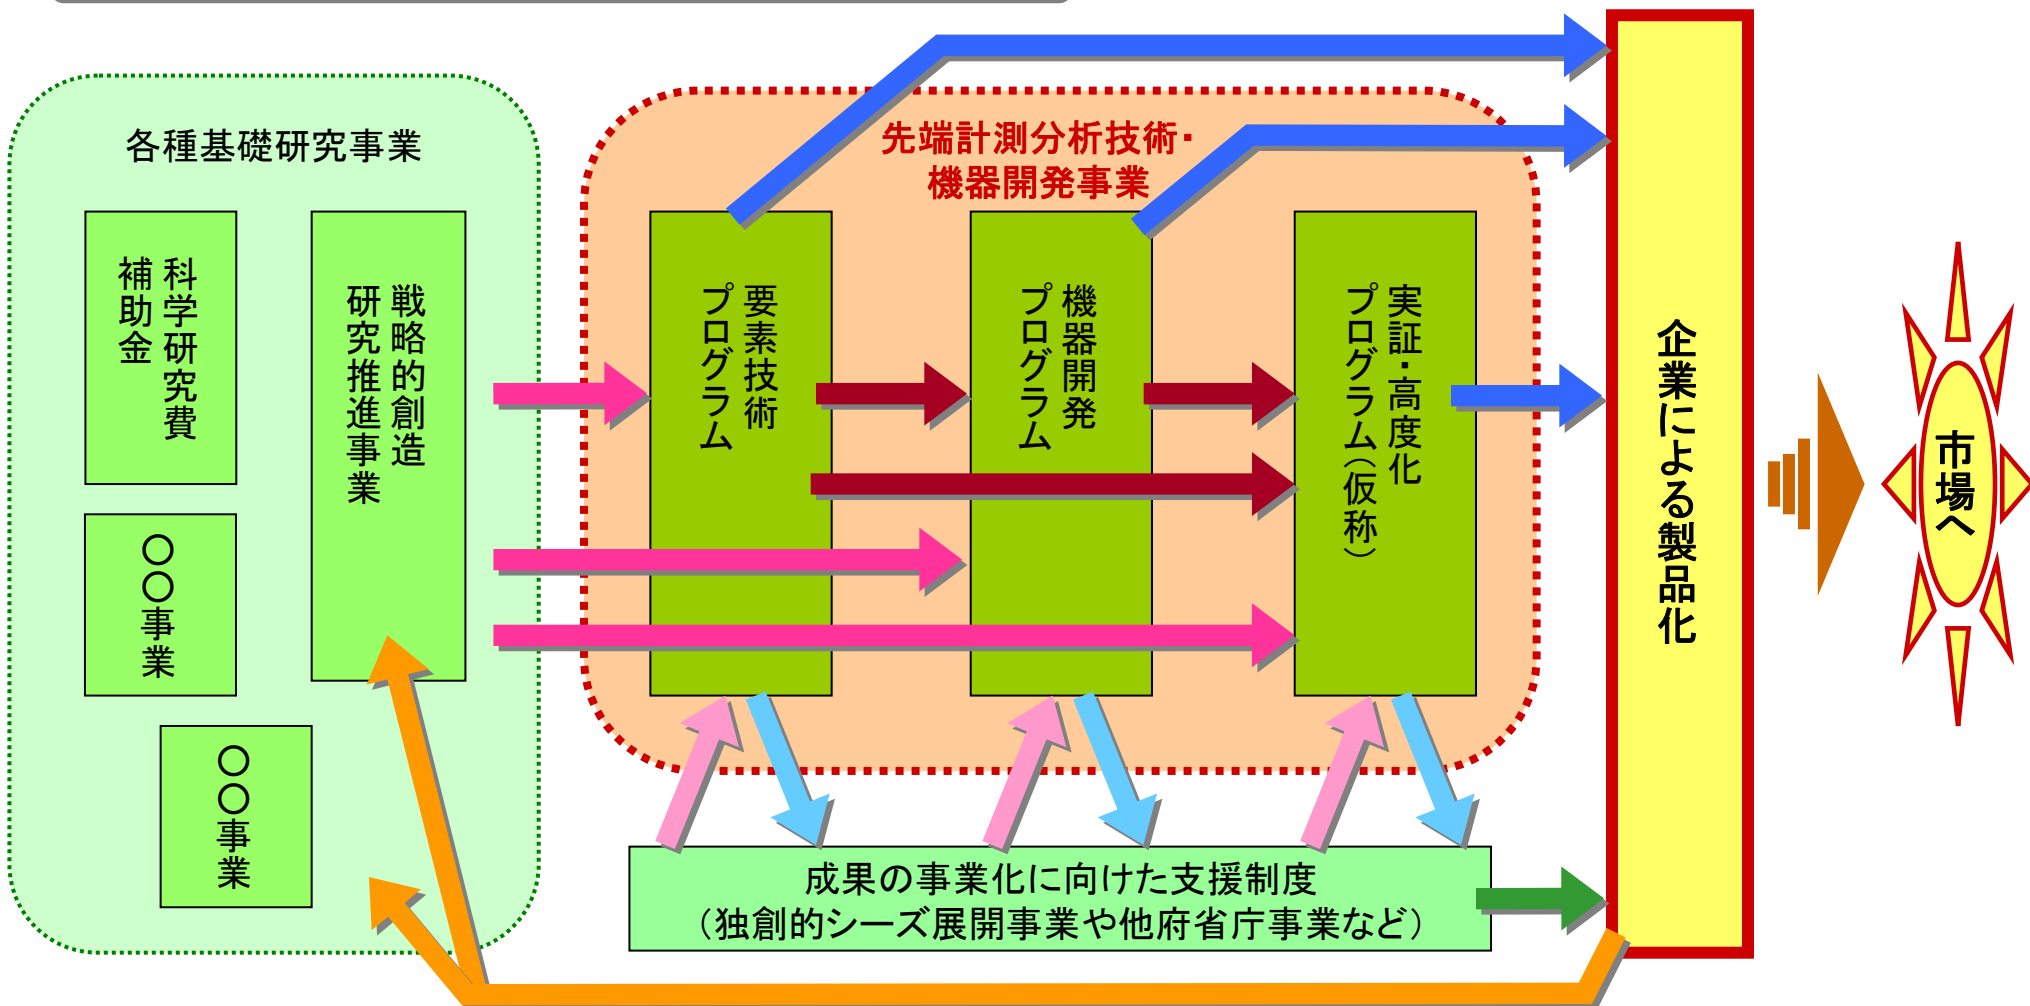 各種基礎研究事業
科学研究費
補助金
戦略的創造
研究推進事業
〇〇事業
〇〇事業
先端計測分析技術・
機器開発事業
要素技術
プログラム
機器開発
プログラム
実証・高度化
プログラム（仮称）
成果の事業化に向けた支援制度
（独創的シーズ展開事業や他府省庁事業など）
企業による製品化
市場へ